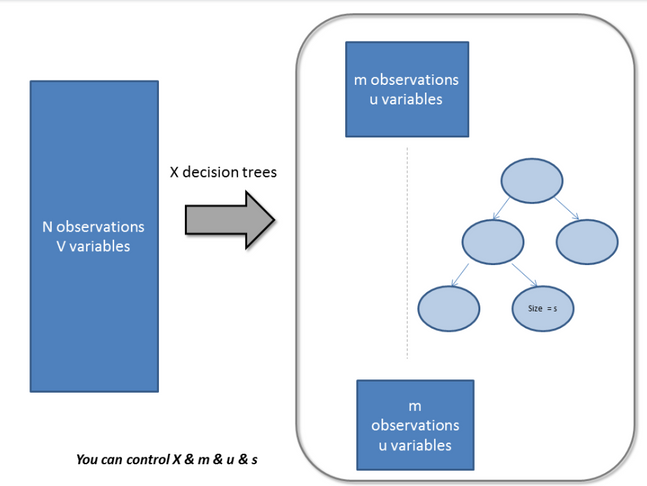 m observations
u variables
X decision trees
N observations
V variables
Size = s
m
observations
u variables
You can control X & m & u & s